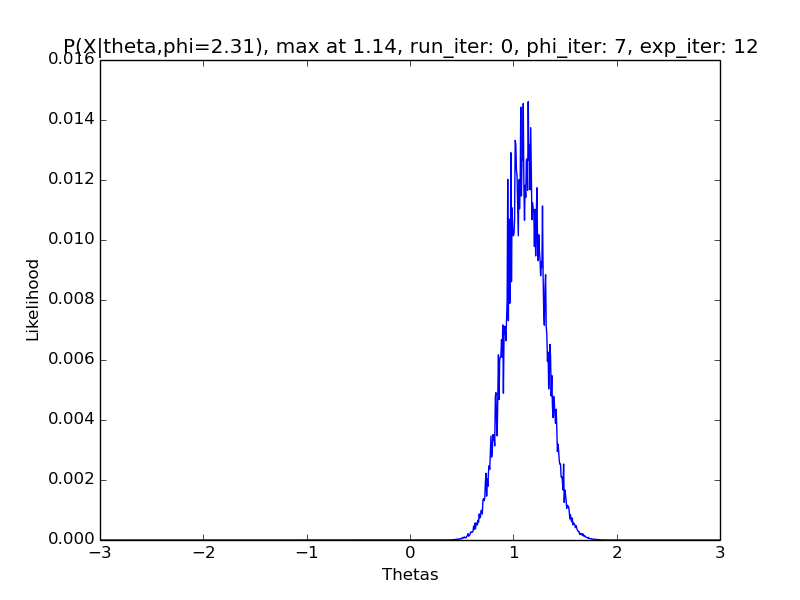 P(X|theta,phi=2.31), max at 1.14, run_iter: 0, phi_iter: 7, exp_iter: 12
0.016
0.014
0.012
0.010
0.008
0.006
0.004
0.002
0.000
Likelihood
−3 −2 −1 0 1 2 3
Thetas